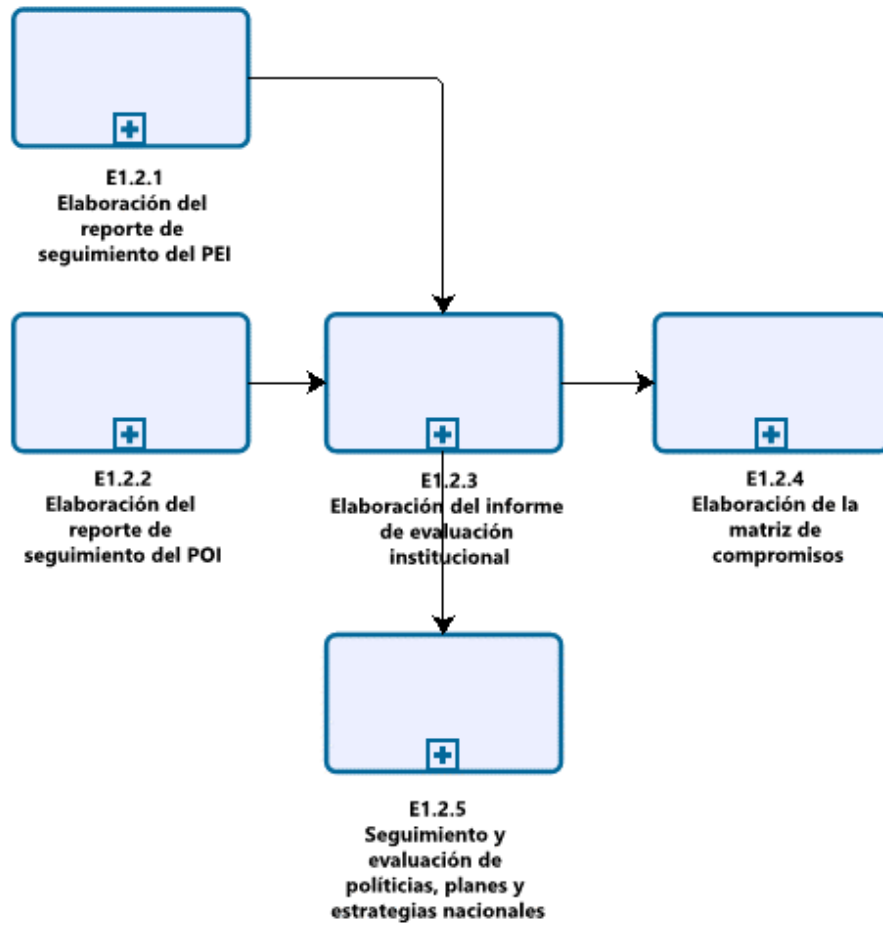 E1.2.1
Elaboración del
reporte de
seguimiento del PEI
E1.2.2
Elaboración del
reporte de
seguimiento del POI
E1.2.3
Elaboración del informe
de evaluación
institucional
E1.2.4
Elaboración de la
matriz de
compromisos
E1.2.5
Seguimiento y
evaluación de
políticias, planes y
estrategias nacionales